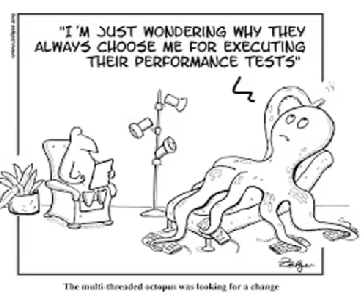 "I'M JUST WONDERING WHY THEY
ALWAYS CHOOSE ME FOR EXECUTING
THEIR PERFORMANCE TESTS"
The multi-threaded octopus was looking for a change